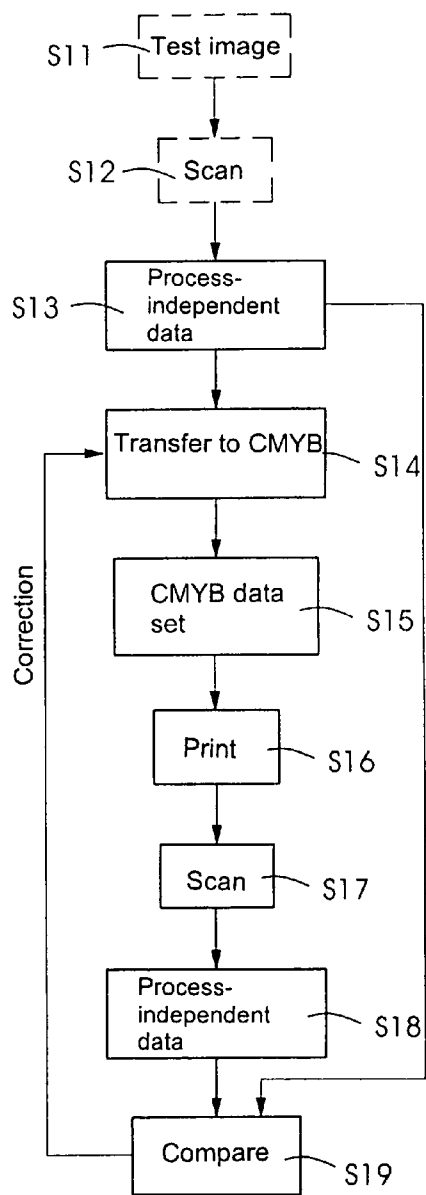 S11
Test image
S12
Scan
S13
Process-
independent
data
Transfer to CMYB
S14
CMYB data
set
S15
Correction
Print
S16
Scan
S17
Process-
independent
data
S18
Compare
S19